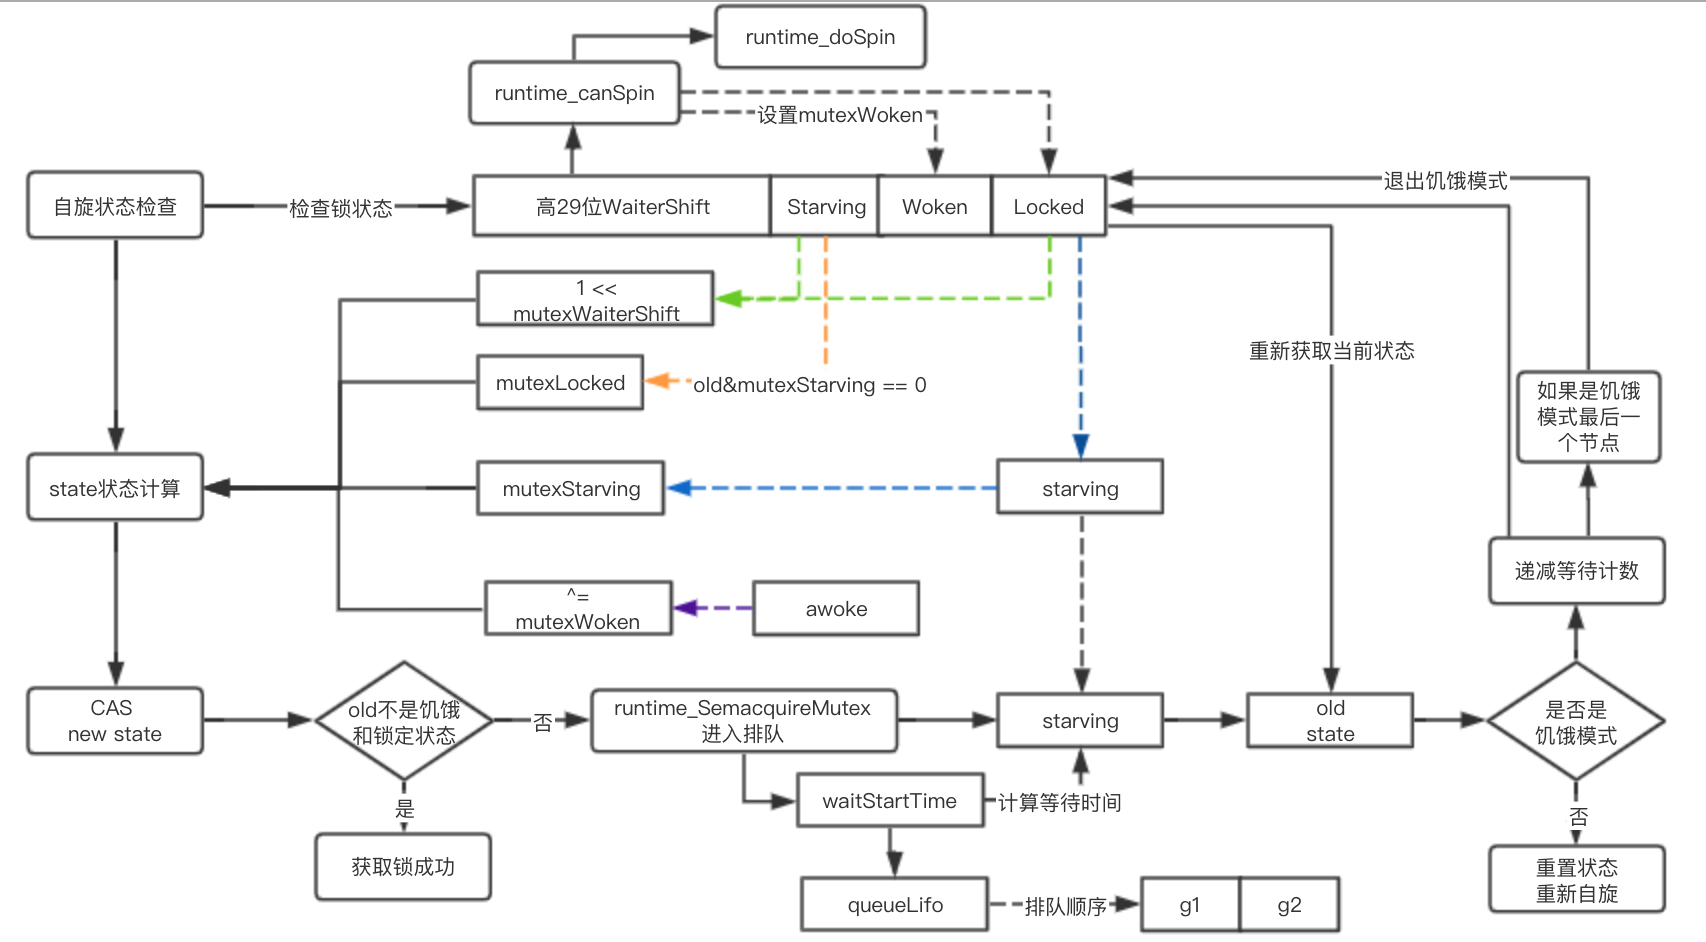 runtime_doSpin
runtime_canSpin
设置mutexWoken
退出饥饿模式
自旋状态检查
检查锁状态
高29位WaiterShift
Starving
Woken
Locked
1 <<
mutexWaiterShift
重新获取当前状态
mutexLocked
old&mutexStarving == 0
如果是饥饿
模式最后一
个节点
state状态计算
mutexStarving
starving
递减等待计数
^=
mutexWoken
awoke
CAS
new state
old不是饥饿
和锁定状态
否
runtime_SemacquireMutex
进入排队
starving
old
state
是否是
饥饿模式
是
waitStartTime
计算等待时间
否
获取锁成功
重置状态
重新自旋
queueLifo
排队顺序
g1
g2